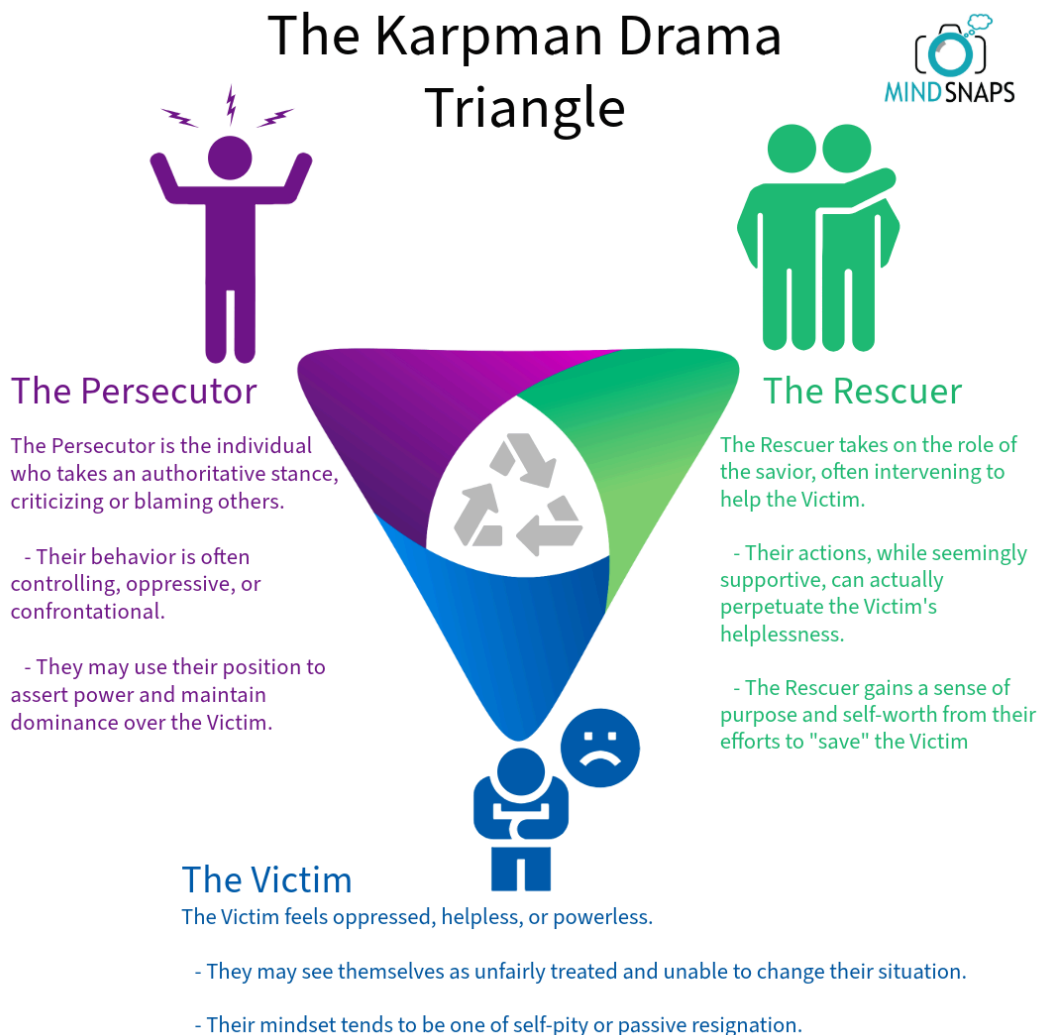 The Karpman Drama
Triangle
MINDSNAPS
The Persecutor
The Persecutor is the individual
who takes an authoritative stance,
criticizing or blaming others.
- Their behavior is often
controlling, oppressive, or
confrontational.
- They may use their position to
assert power and maintain
dominance over the Victim.
The Rescuer
The Rescuer takes on the role of
the savior, often intervening to
help the Victim.
- Their actions, while seemingly
supportive, can actually
perpetuate the Victim's
helplessness.
- The Rescuer gains a sense of
purpose and self-worth from their
efforts to "save" the Victim
The Victim
The Victim feels oppressed, helpless, or powerless.
- They may see themselves as unfairly treated and unable to change their situation.
- Their mindset tends to be one of self-pity or passive resignation.